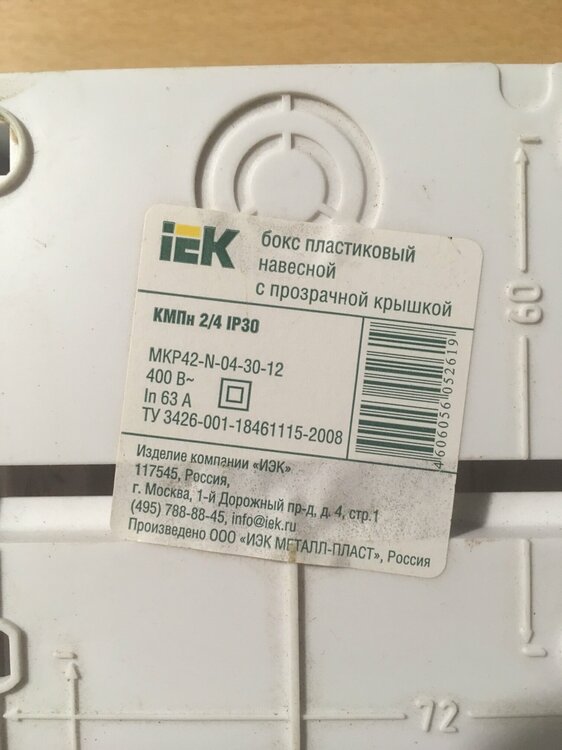 iEK
бокс пластиковый
навесной
с прозрачной крышкой
КМПн 2/4 IP30
MKP42-N-04-30-12
400 В~
In 63 А
ТУ 3426-001-18461115-2008
4606056052619
Изделие компании «ИЭК»
117545, Россия,
г. Москва, 1-й Дорожный пр-д, д. 4, стр.1
(495) 788-88-45, info@iek.ru
Произведено ООО «ИЭК МЕТАЛЛ-ПЛАСТ», Россия
60
72